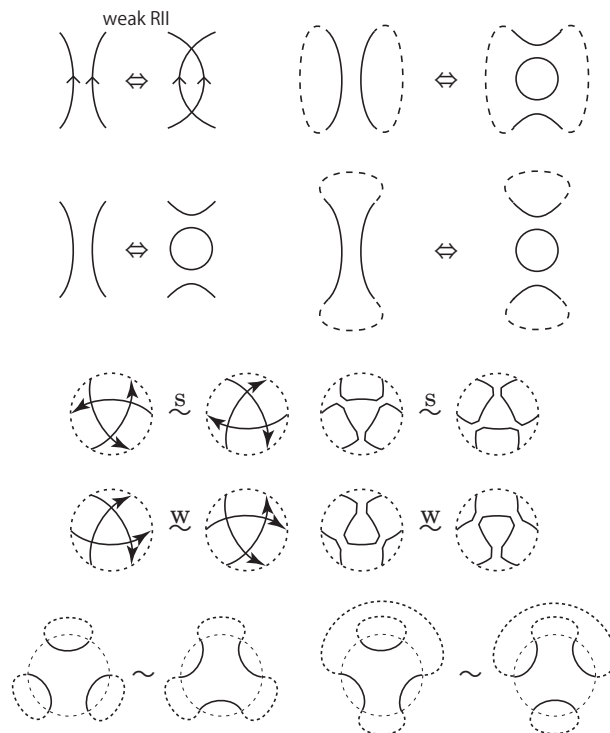 weak RII
⇔ ⇔
⇔ ⇔
s s
~ ~
w w
~ ~
~ ~